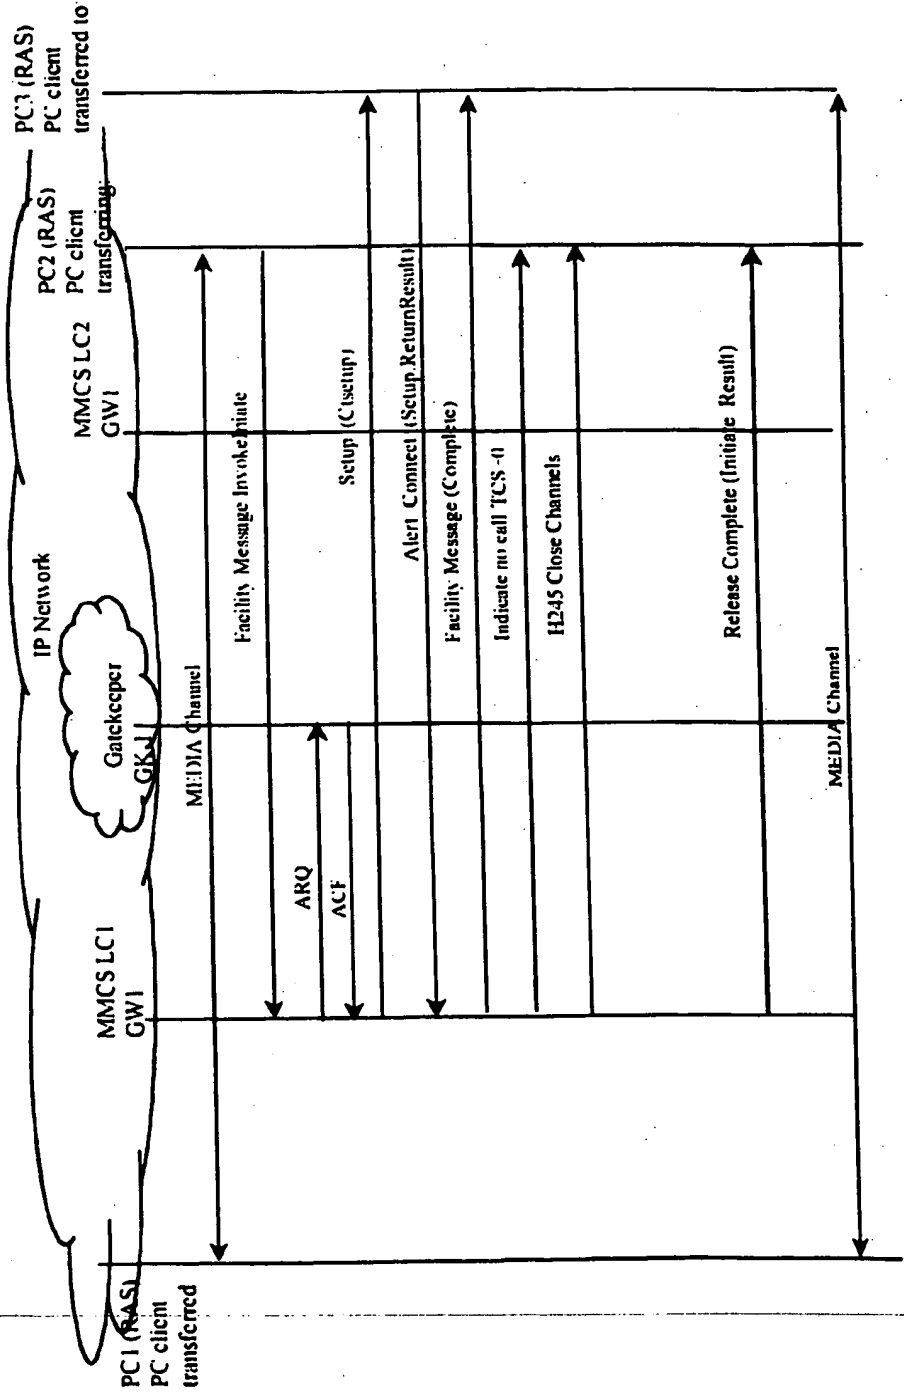 IP Network
PC1 (RAS)
PC client
transferred
MMCS LC1
GW1
Gatekeeper
GK 1
MMCS LC2
GW1
PC2 (RAS)
PC client
transferring
PC3 (RAS)
PC client
transferred to
MEDIA Channel
Facility Message Invoke
ARQ
ACF
Setup (Ctsetup)
Alert Connect (Setup.ReturnResult)
Facility Message (Complete)
Indicate no call TCS -0
H245 Close Channels
Release Complete (Initiate Result)
MEDIA Channel